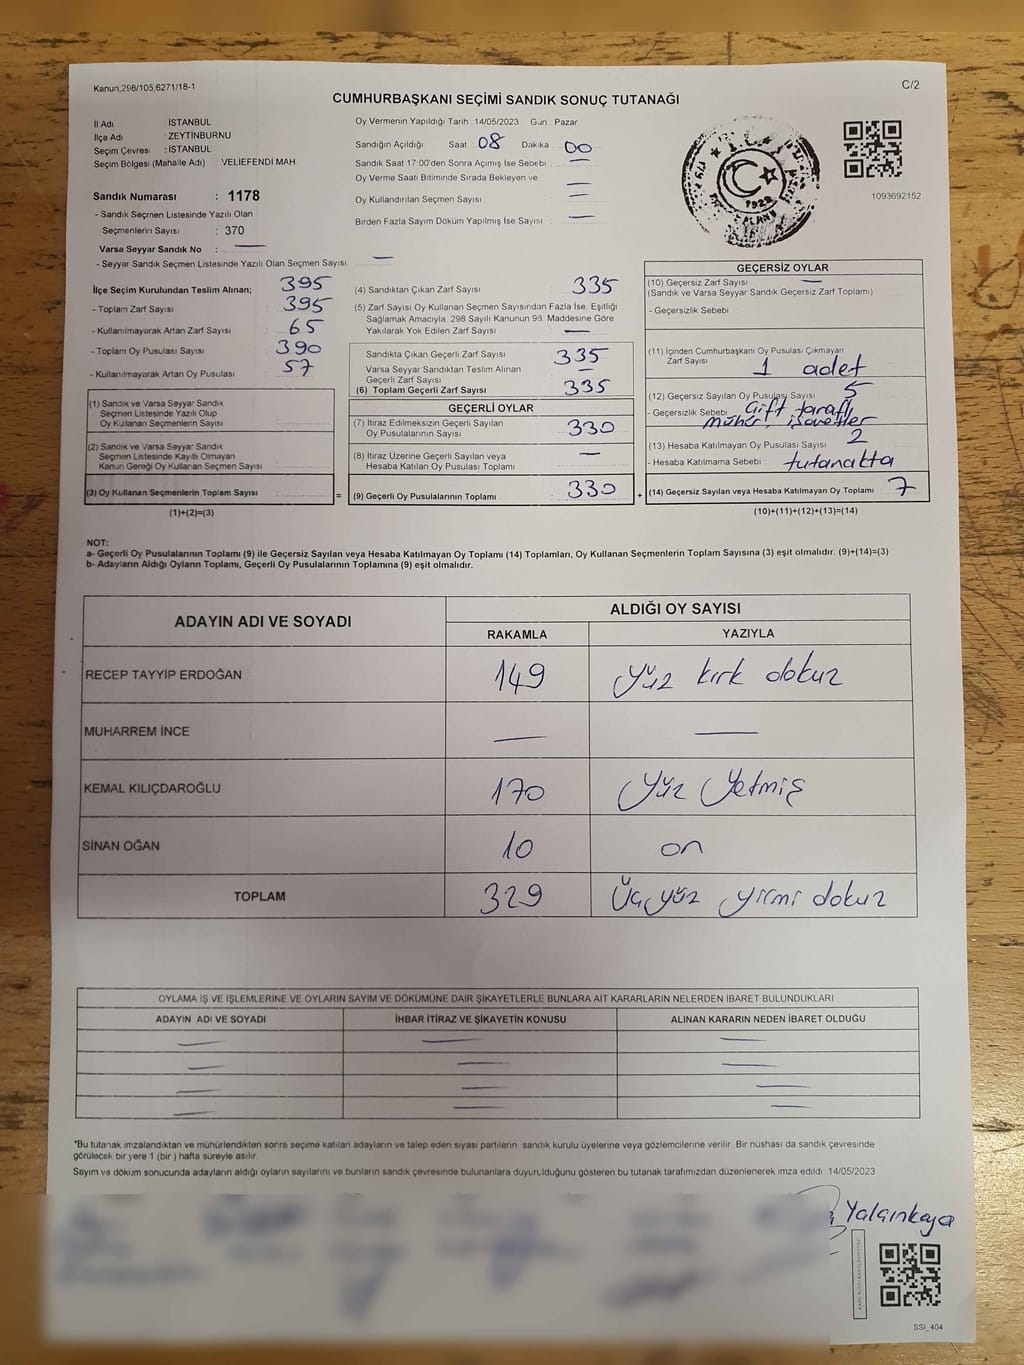 Kanun,298/105,6271/18-1
C/2
CUMHURBAŞKANI SEÇİMİ SANDIK SONUÇ TUTANAĞI
İl Adı : İSTANBUL
İlçe Adı : ZEYTİNBURNU
Seçim Çevresi : İSTANBUL
Seçim Bölgesi (Mahalle Adı) : VELİEFENDİ MAH
Sandık Numarası : 1178
- Sandık Seçmen Listesinde Yazılı Olan
Seçmenlerin Sayısı : 370
Varsa Seyyar Sandık No : —
- Seyyar Sandık Seçmen Listesinde Yazılı Olan Seçmen Sayısı: —
Oy Vermenin Yapıldığı Tarih :14/05/2023 Gün : Pazar
Sandığın Açıldığı Saat : 08 Dakika : 00
Sandık Saat 17:00'den Sonra Açımış İse Sebebi : —
Oy Verme Saati Bitiminde Sırada Bekleyen ve
Oy Kullandırılan Seçmen Sayısı : —
Birden Fazla Sayım Döküm Yapılmış İse Sayısı : —
1923
1093692152
İlçe Seçim Kurulundan Teslim Alınan; 395
- Toplam Zarf Sayısı : 395
- Kullanılmayarak Artan Zarf Sayısı : 65
- Toplam Oy Pusulası Sayısı : 390
- Kullanılmayarak Artan Oy Pusulası : 57
(1) Sandık ve Varsa Seyyar Sandık
Seçmen Listesinde Yazılı Olup
Oy Kullanan Seçmenlerin Sayısı :
(2) Sandık ve Varsa Seyyar Sandık
Seçmen Listesinde Kayıtlı Olmayan
Kanun Gereği Oy Kullanan Seçmen Sayısı :
(3) Oy Kullanan Seçmenlerin Toplam Sayısı :
(1)+(2)=(3)
(4) Sandıktan Çıkan Zarf Sayısı : 335
(5) Zarf Sayısı Oy Kullanan Seçmen Sayısından Fazla İse, Eşitliği
Sağlamak Amacıyla, 298 Sayılı Kanunun 98. Maddesine Göre
Yakılarak Yok Edilen Zarf Sayısı : —
Sandıkta Çıkan Geçerli Zarf Sayısı : 335
Varsa Seyyar Sandıktan Teslim Alınan
Geçerli Zarf Sayısı : —
(6) Toplam Geçerli Zarf Sayısı : 335
GEÇERLİ OYLAR
(7) İtiraz Edilmeksizin Geçerli Sayılan
Oy Pusulalarının Sayısı : 330
(8) İtiraz Üzerine Geçerli Sayılan veya
Hesaba Katılan Oy Pusulası Toplamı : —
= (9) Geçerli Oy Pusulalarının Toplamı : 330 +
GEÇERSİZ OYLAR
(10) Geçersiz Zarf Sayısı : —
(Sandık ve Varsa Seyyar Sandık Geçersiz Zarf Toplamı)
- Geçersizlik Sebebi :
(11) İçinden Cumhurbaşkanı Oy Pusulası Çıkmayan
Zarf Sayısı : 1 adet
(12) Geçersiz Sayılan Oy Pusulası Sayısı : 5
- Geçersizlik Sebebi : Çift taraflı
mühür, işaretler
(13) Hesaba Katılmayan Oy Pusulası Sayısı : 2
- Hesaba Katılmama Sebebi : tutanakta
(14) Geçersiz Sayılan veya Hesaba Katılmayan Oy Toplamı : 7
(10)+(11)+(12)+(13)=(14)
NOT:
a- Geçerli Oy Pusulalarının Toplamı (9) ile Geçersiz Sayılan veya Hesaba Katılmayan Oy Toplamı (14) Toplamları, Oy Kullanan Seçmenlerin Toplam Sayısına (3) eşit olmalıdır. (9)+(14)=(3)
b- Adayların Aldığı Oyların Toplamı, Geçerli Oy Pusulalarının Toplamına (9) eşit olmalıdır.
ADAYIN ADI VE SOYADI ALDIĞI OY SAYISI
RAKAMLA YAZIYLA
RECEP TAYYİP ERDOĞAN 149 yüz kırk dokuz
MUHARREM İNCE — —
KEMAL KILIÇDAROĞLU 170 Yüz Yetmiş
SİNAN OĞAN 10 on
TOPLAM 329 Üç yüz yirmi dokuz
OYLAMA İŞ VE İŞLEMLERİNE VE OYLARIN SAYIM VE DÖKÜMÜNE DAİR ŞİKAYETLERLE BUNLARA AİT KARARLARIN NELERDEN İBARET BULUNDUKLARI
ADAYIN ADI VE SOYADI İHBAR İTİRAZ VE ŞİKAYETİN KONUSU ALINAN KARARIN NEDEN İBARET OLDUĞU
— — —
— — —
— — —
— — —
*Bu tutanak imzalandıktan ve mühürlendikten sonra seçime katılan adayların ve talep eden siyasi partilerin sandık kurulu üyelerine veya gözlemcilerine verilir. Bir nüshası da sandık çevresinde
görülecek bir yere 1 (bir ) hafta süreyle asılır.
Sayım ve döküm sonucunda adayların aldığı oyların sayılarını ve bunların sandık çevresinde bulunanlara duyurulduğunu gösteren bu tutanak tarafımızdan düzenlenerek imza edildi. 14/05/2023
Yalçınkaya
SSI_404